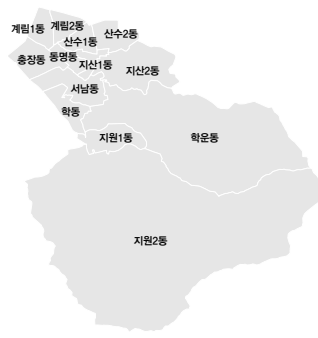 계림1동
계림2동
산수2동
산수1동
충장동
동명동
지산1동
지산2동
서남동
학동
지원1동
학운동
지원2동